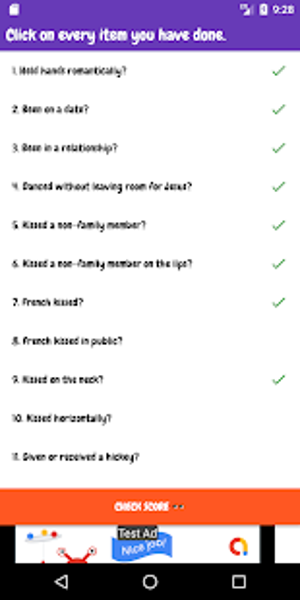 9:28
Click on every item you have done.
1. Held hands romantically?
2. Been on a date?
3. Been in a relationship?
4. Danced without leaving room for Jesus?
5. Kissed a non-family member?
6. Kissed a non-family member on the lips?
7. French kissed?
8. French kissed in public?
9. Kissed on the neck?
10. Kissed horizontally?
11. Given or received a hickey?
CHECK SCORE
Test Ad
Nice job!